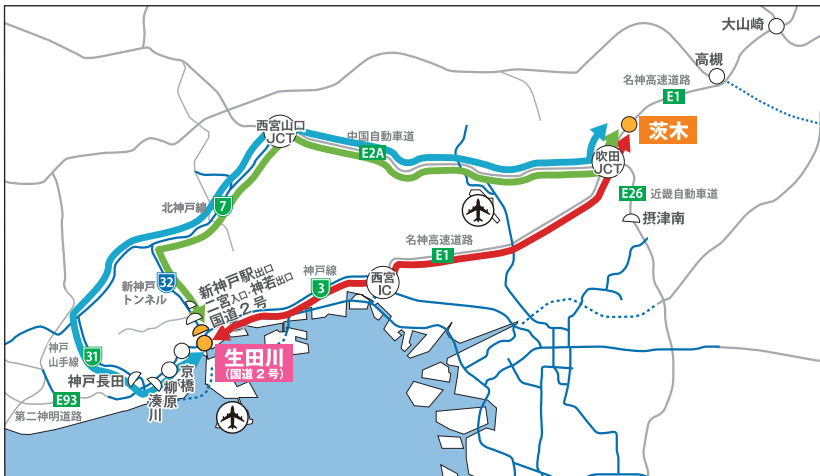 大山崎
高槻
名神高速道路
E1
茨木
西宮山口
JCT
中国自動車道
E2A
吹田
JCT
E26
近畿自動車道
摂津南
北神戸線
7
名神高速道路
E1
新神戸
トンネル
32
新神戸駅出口
二宮入口・神若出口
国道2号
神戸線
3
西宮
IC
神戸
山手線
31
生田川
(国道2号)
神戸長田
京橋
柳原
湊川
E93
第二神明道路